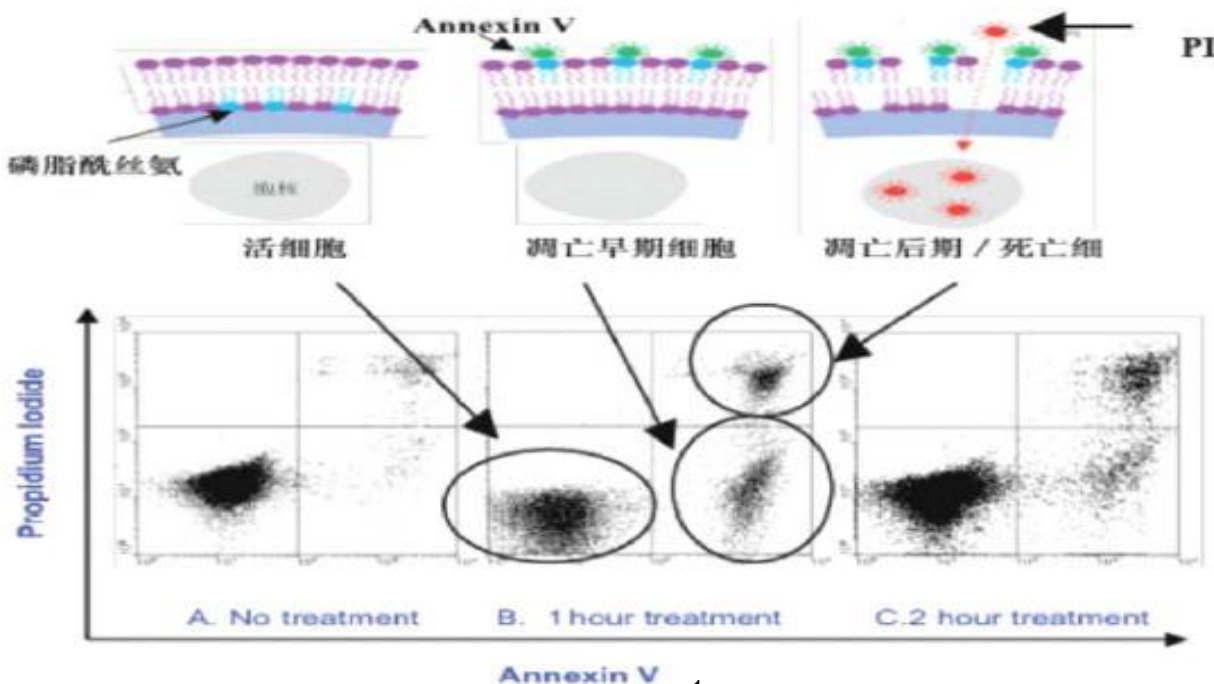 Annexin V
PI
磷脂酰丝氨
胞核
活细胞
凋亡早期细胞
凋亡后期 / 死亡细
Propidium Iodide
A. No treatment
B. 1 hour treatment
C.2 hour treatment
Annexin V